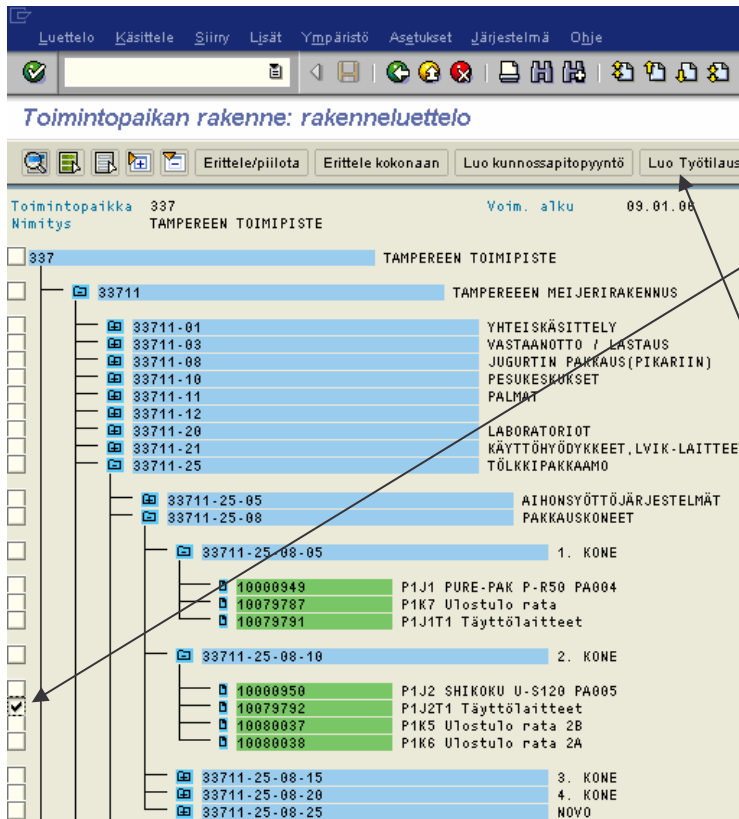 Luettelo Käsittele Siirry Lisät Ympäristö Asetukset Järjestelmä Ohje
Toimintopaikan rakenne: rakenneluettelo
Erittele/piilota Erittele kokonaan Luo kunnossapitopyyntö Luo Työtilaus
Toimintopaikka 337 Voim. alku 09.01.06
Nimitys TAMPEREEN TOIMIPISTE
337 TAMPEREEN TOIMIPISTE
33711 TAMPEREEEN MEIJERIRAKENNUS
33711-01 YHTEISKÄSITTELY
33711-03 VASTAANOTTO / LASTAUS
33711-08 JUGURTIN PAKKAUS(PIKARIIN)
33711-10 PESUKESKUKSET
33711-11 PALMAT
33711-12
33711-20 LABORATORIOT
33711-21 KÄYTTÖHYÖDYKKEET,LVIK-LAITTEE
33711-25 TÖLKKIPAKKAAMO
33711-25-05 AIHIONSYÖTTÖJÄRJESTELMÄT
33711-25-08 PAKKAUSKONEET
33711-25-08-05 1. KONE
10000949 P1J1 PURE-PAK P-R50 PA004
10079787 P1K7 Ulostulo rata
10079791 P1J1T1 Täyttölaitteet
33711-25-08-10 2. KONE
10000950 P1J2 SHIKOKU U-S120 PA005
10079792 P1J2T1 Täyttölaitteet
10080037 P1K5 Ulostulo rata 2B
10080038 P1K6 Ulostulo rata 2A
33711-25-08-15 3. KONE
33711-25-08-20 4. KONE
33711-25-08-25 NOVO